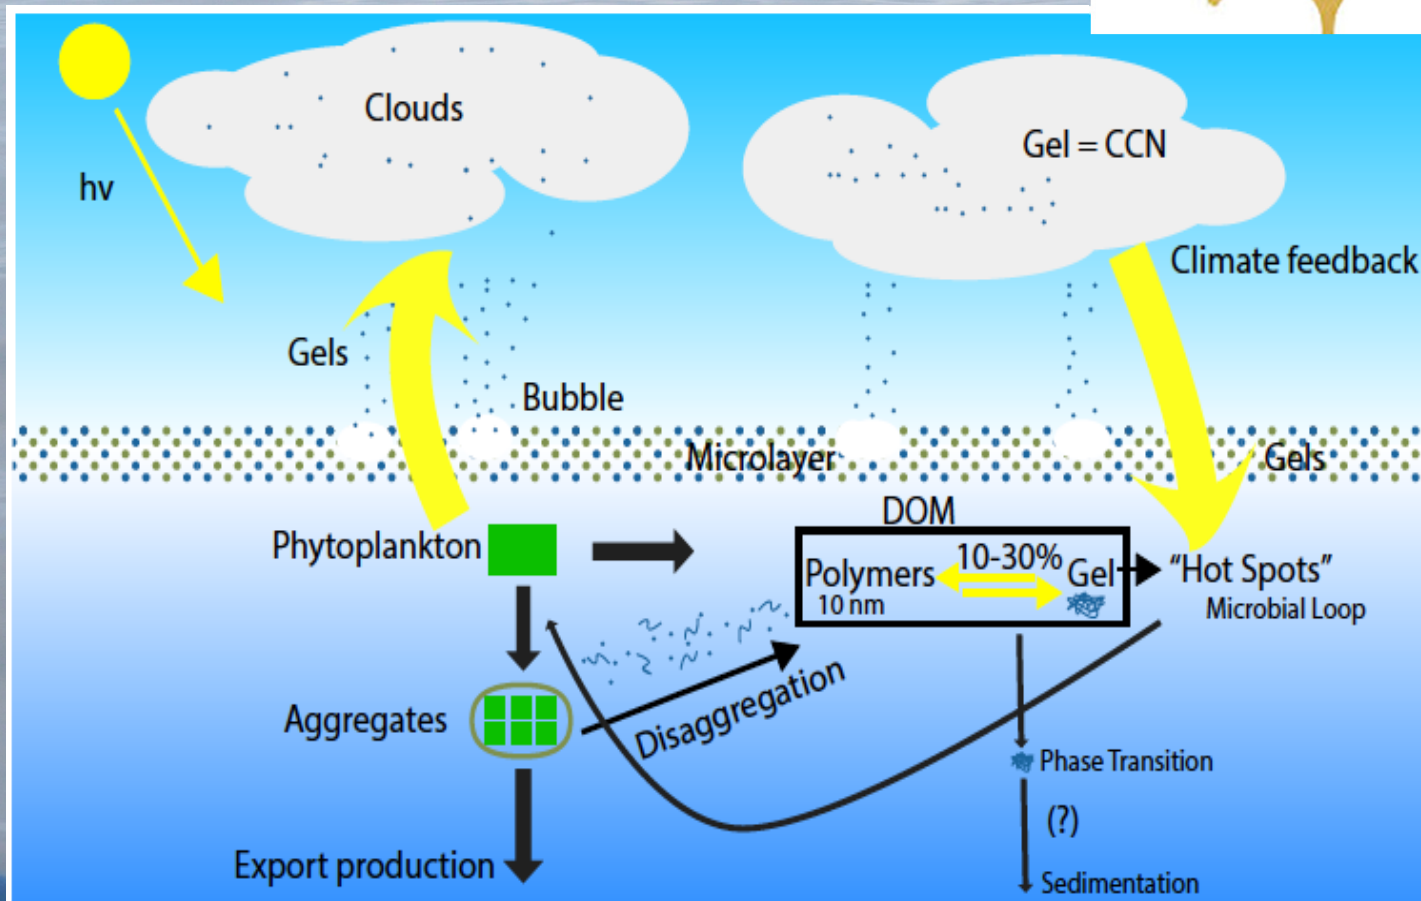 Clouds
Gel = CCN
hv
Climate feedback
Gels
Bubble
Microlayer
Gels
DOM
Phytoplankton
Polymers
10-30%
Gel
10 nm
"Hot Spots"
Microbial Loop
Aggregates
Disaggregation
Phase Transition
(?)
Export production
Sedimentation